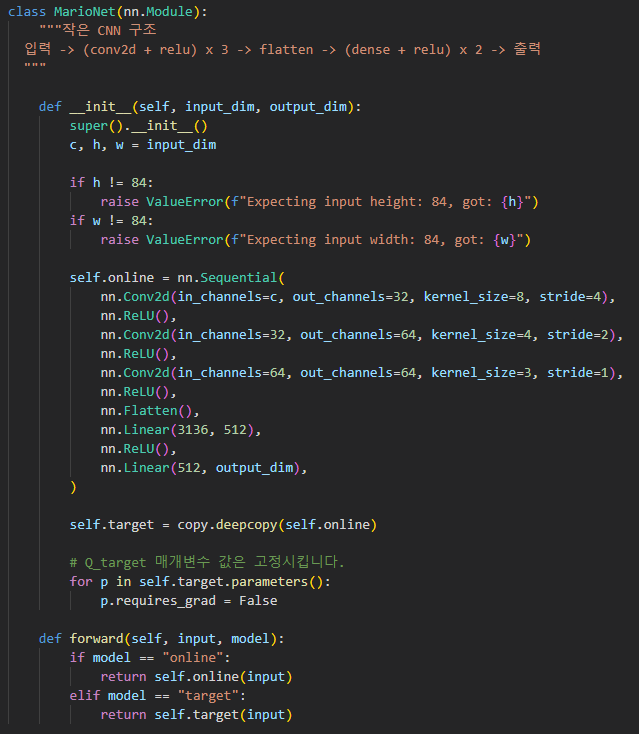 class MarioNet(nn.Module):
    """작은 CNN 구조
  입력 -> (conv2d + relu) x 3 -> flatten -> (dense + relu) x 2 -> 출력
  """

    def __init__(self, input_dim, output_dim):
        super().__init__()
        c, h, w = input_dim

        if h != 84:
            raise ValueError(f"Expecting input height: 84, got: {h}")
        if w != 84:
            raise ValueError(f"Expecting input width: 84, got: {w}")

        self.online = nn.Sequential(
            nn.Conv2d(in_channels=c, out_channels=32, kernel_size=8, stride=4),
            nn.ReLU(),
            nn.Conv2d(in_channels=32, out_channels=64, kernel_size=4, stride=2),
            nn.ReLU(),
            nn.Conv2d(in_channels=64, out_channels=64, kernel_size=3, stride=1),
            nn.ReLU(),
            nn.Flatten(),
            nn.Linear(3136, 512),
            nn.ReLU(),
            nn.Linear(512, output_dim),
        )

        self.target = copy.deepcopy(self.online)

        # Q_target 매개변수 값은 고정시킵니다.
        for p in self.target.parameters():
            p.requires_grad = False

    def forward(self, input, model):
        if model == "online":
            return self.online(input)
        elif model == "target":
            return self.target(input)